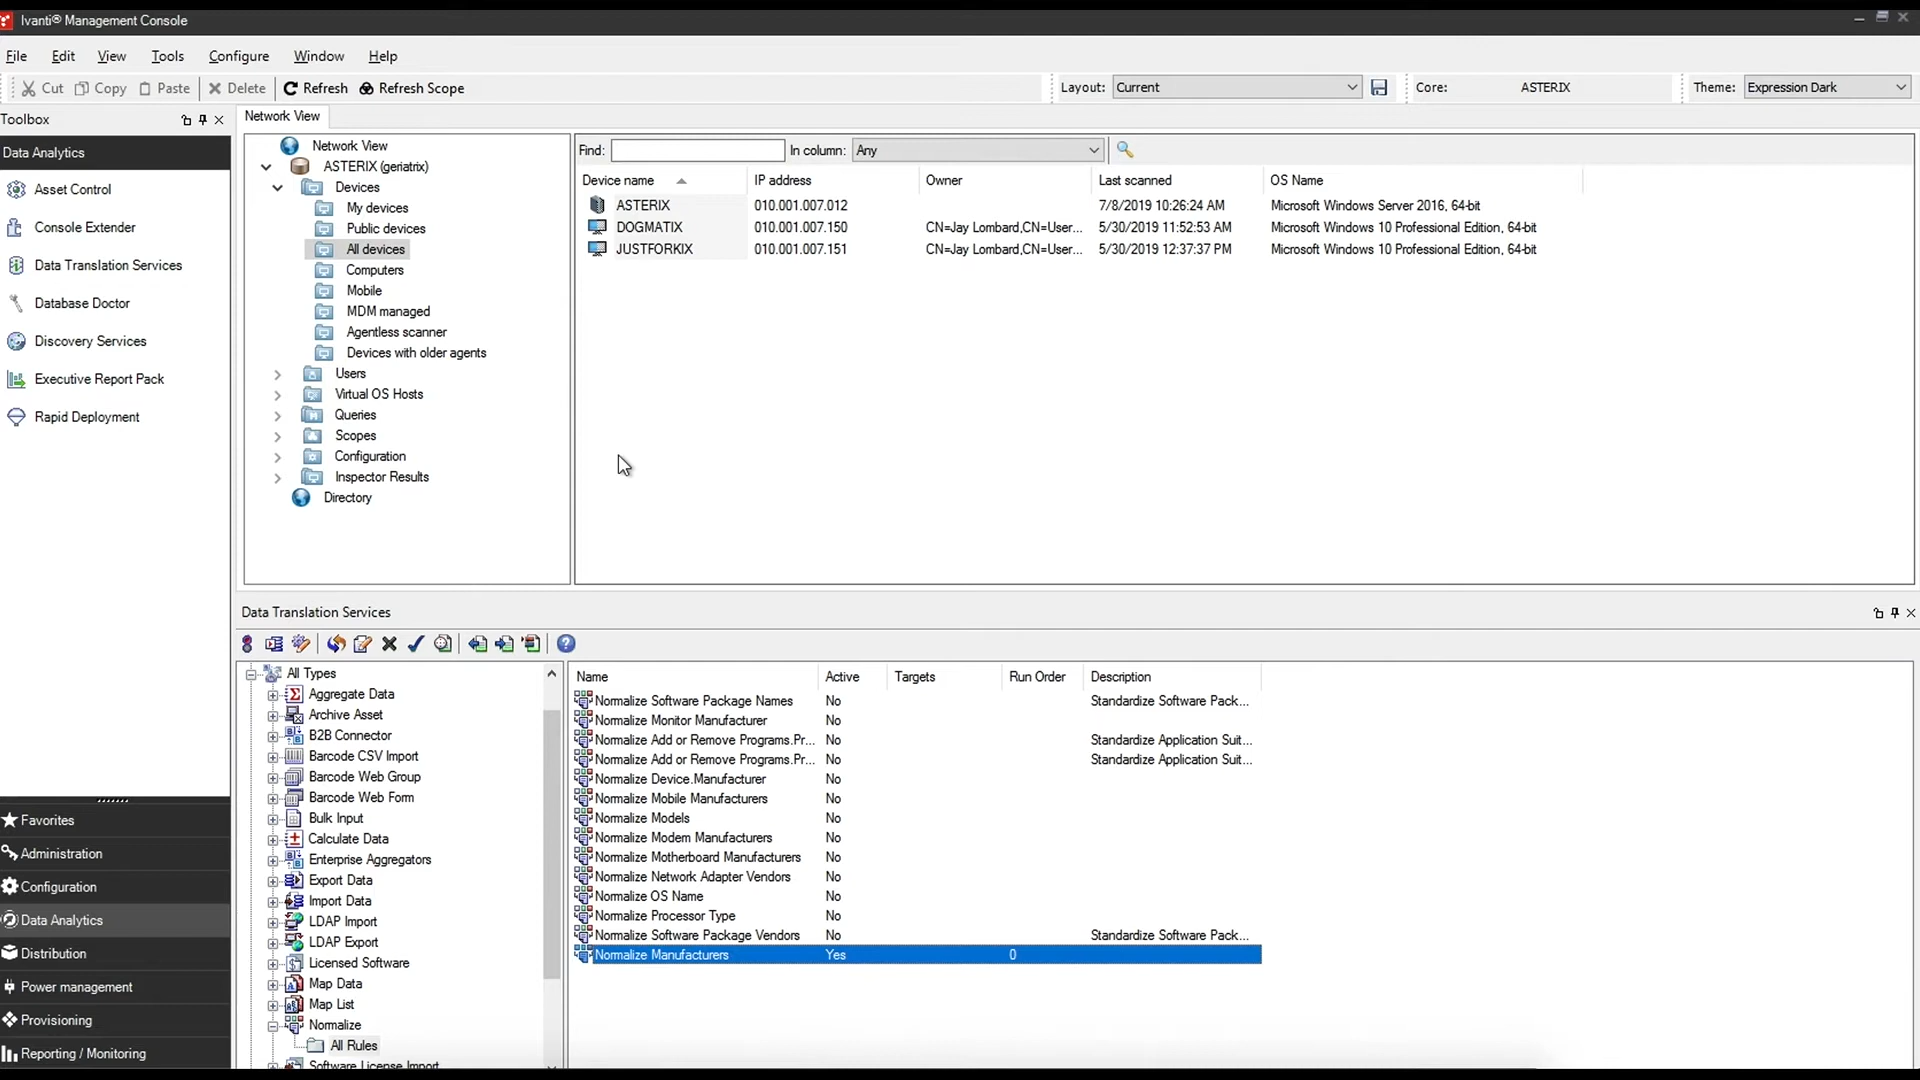 Ivanti® Management Console
File Edit View Tools Configure Window Help
Cut Copy Paste Delete Refresh Refresh Scope Layout: Current Core: ASTERIX Theme: Expression Dark
Toolbox
Data Analytics
Asset Control
Console Extender
Data Translation Services
Database Doctor
Discovery Services
Executive Report Pack
Rapid Deployment
Favorites
Administration
Configuration
Data Analytics
Distribution
Power management
Provisioning
Reporting / Monitoring
Network View
Network View
ASTERIX (geriatrix)
Devices
My devices
Public devices
All devices
Computers
Mobile
MDM managed
Agentless scanner
Devices with older agents
Users
Virtual OS Hosts
Queries
Scopes
Configuration
Inspector Results
Directory
Find: In column: Any
Device name IP address Owner Last scanned OS Name
ASTERIX 010.001.007.012 7/8/2019 10:26:24 AM Microsoft Windows Server 2016, 64-bit
DOGMATIX 010.001.007.150 CN=Jay Lombard,CN=User... 5/30/2019 11:52:53 AM Microsoft Windows 10 Professional Edition, 64-bit
JUSTFORKIX 010.001.007.151 CN=Jay Lombard,CN=User... 5/30/2019 12:37:37 PM Microsoft Windows 10 Professional Edition, 64-bit
Data Translation Services
All Types
Aggregate Data
Archive Asset
B2B Connector
Barcode CSV Import
Barcode Web Group
Barcode Web Form
Bulk Input
Calculate Data
Enterprise Aggregators
Export Data
Import Data
LDAP Import
LDAP Export
Licensed Software
Map Data
Map List
Normalize
All Rules
Software License Import
Name Active Targets Run Order Description
Normalize Software Package Names No Standardize Software Pack...
Normalize Monitor Manufacturer No
Normalize Add or Remove Programs.Pr... No Standardize Application Suit...
Normalize Add or Remove Programs.Pr... No Standardize Application Suit...
Normalize Device.Manufacturer No
Normalize Mobile Manufacturers No
Normalize Models No
Normalize Modem Manufacturers No
Normalize Motherboard Manufacturers No
Normalize Network Adapter Vendors No
Normalize OS Name No
Normalize Processor Type No
Normalize Software Package Vendors No Standardize Software Pack...
Normalize Manufacturers Yes 0